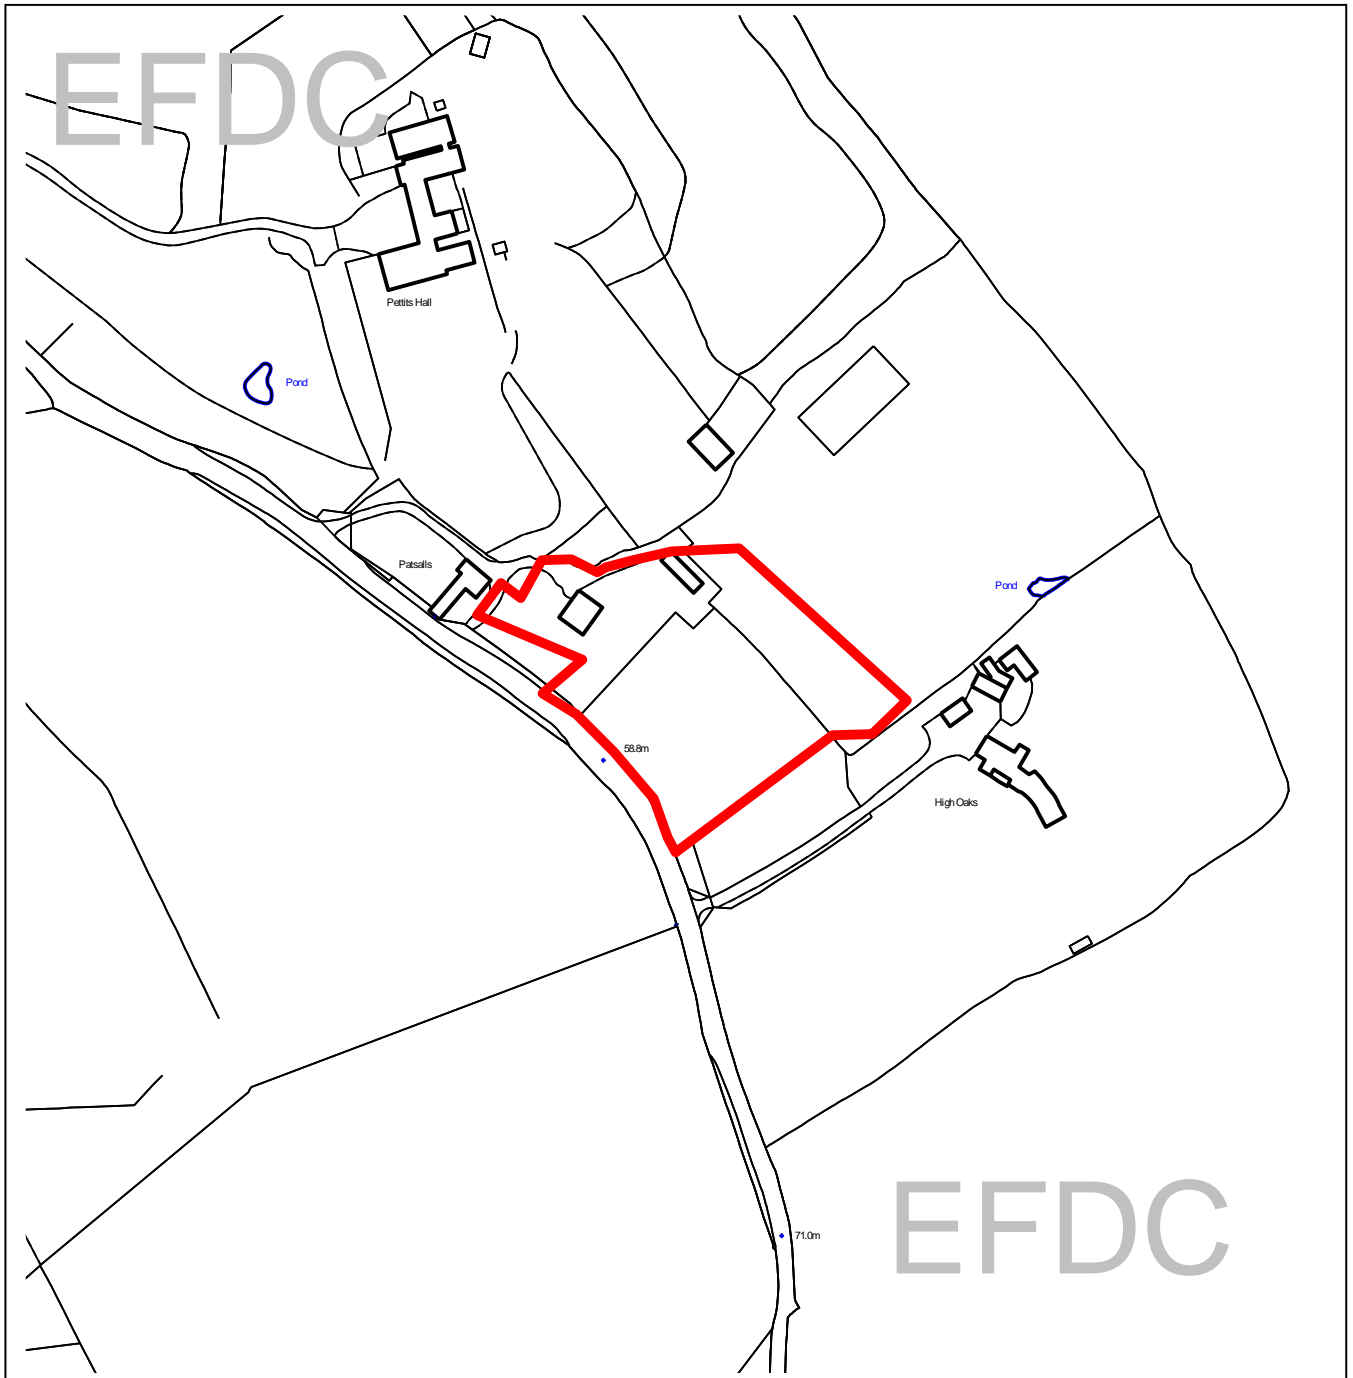 EFDC
Pettits Hall
Pond
Patsalls
Pond
58.8m
High Oaks
EFDC
71.0m